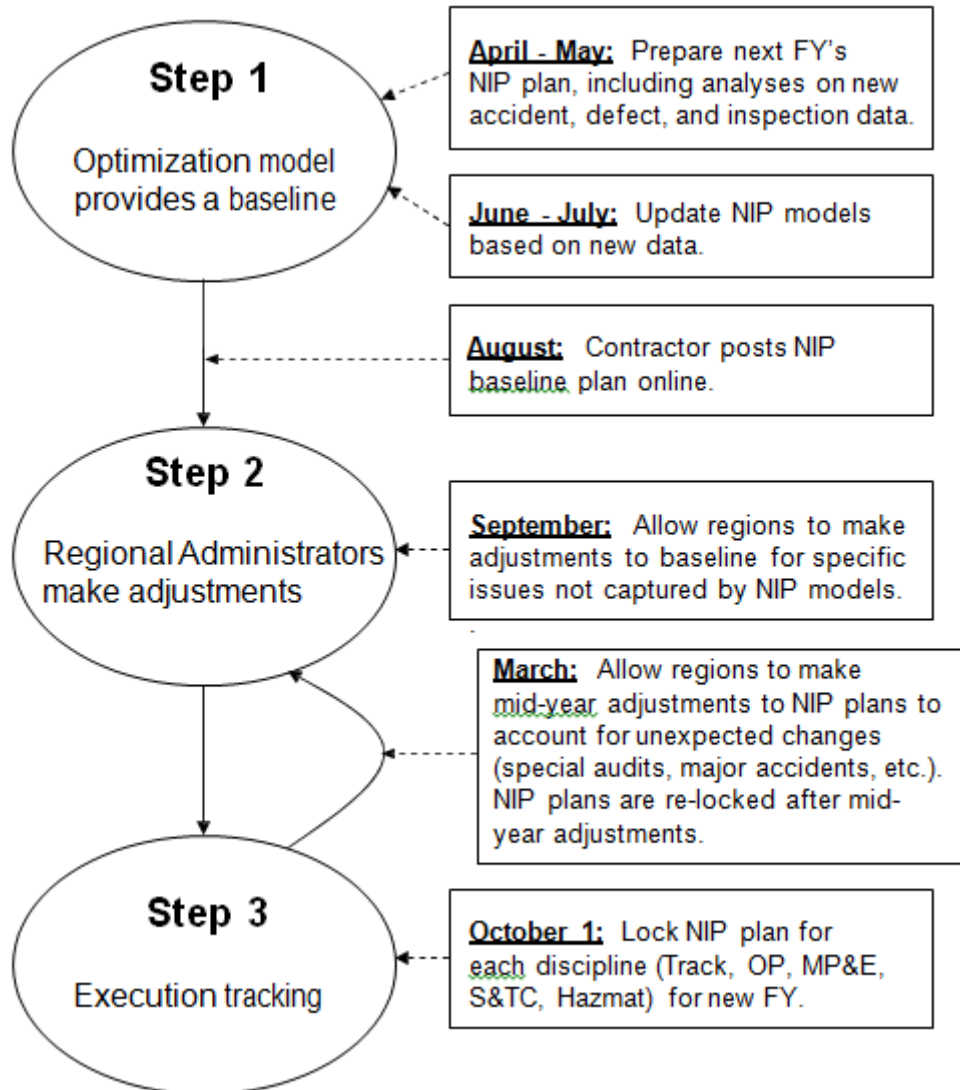 Step 1
Optimization model
provides a baseline
April - May: Prepare next FY’s
NIP plan, including analyses on new
accident, defect, and inspection data.
June - July: Update NIP models
based on new data.
August: Contractor posts NIP
baseline plan online.
Step 2
Regional Administrators
make adjustments
September: Allow regions to make
adjustments to baseline for specific
issues not captured by NIP models.
.
March: Allow regions to make
mid-year adjustments to NIP plans to
account for unexpected changes
(special audits, major accidents, etc.).
NIP plans are re-locked after mid-
year adjustments.
Step 3
Execution tracking
October 1: Lock NIP plan for
each discipline (Track, OP, MP&E,
S&TC, Hazmat) for new FY.